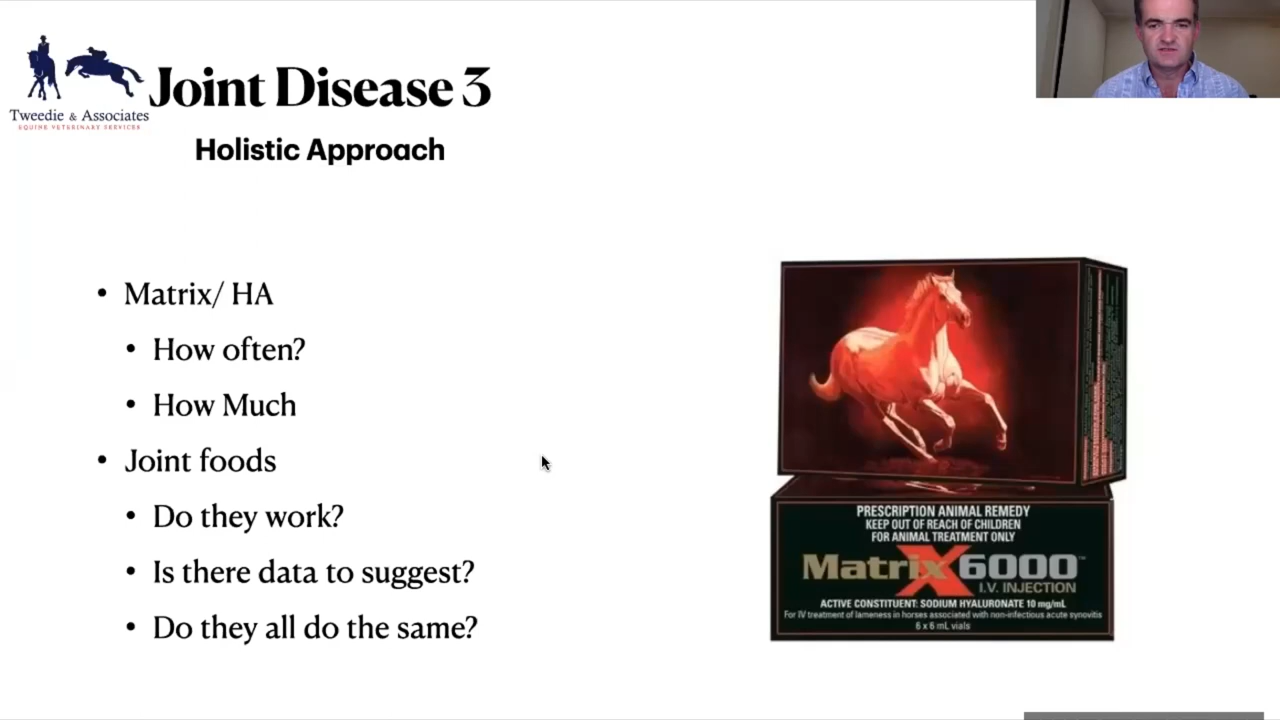 Joint Disease 3
Tweedie & Associates
EQUINE VETERINARY SERVICES
Holistic Approach
• Matrix/ HA
• How often?
• How Much
• Joint foods
• Do they work?
• Is there data to suggest?
• Do they all do the same?
PRESCRIPTION ANIMAL REMEDY
KEEP OUT OF REACH OF CHILDREN
FOR ANIMAL TREATMENT ONLY
MatriX6000™
I.V. INJECTION
ACTIVE CONSTITUENT: SODIUM HYALURONATE 10 mg/mL
For IV treatment of lameness in horses associated with non-infectious acute synovitis
6 x 6 mL vials